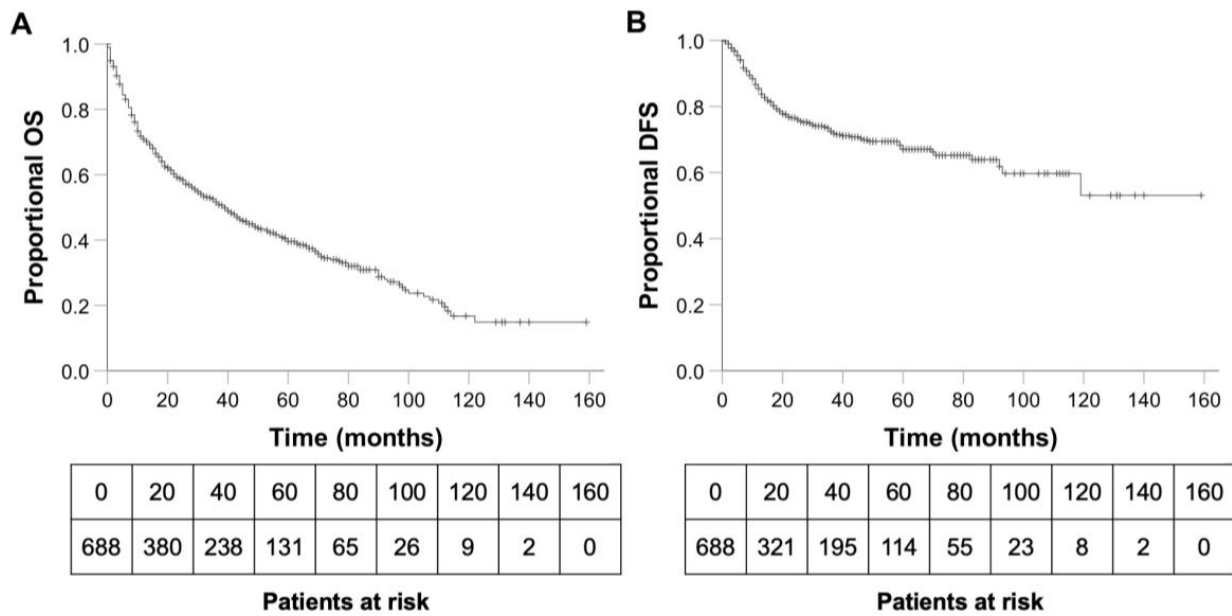 A
Proportional OS
1.0
0.8
0.6
0.4
0.2
0.0
0 20 40 60 80 100 120 140 160
Time (months)
0 20 40 60 80 100 120 140 160
688 380 238 131 65 26 9 2 0
Patients at risk
B
Proportional DFS
1.0
0.8
0.6
0.4
0.2
0.0
0 20 40 60 80 100 120 140 160
Time (months)
0 20 40 60 80 100 120 140 160
688 321 195 114 55 23 8 2 0
Patients at risk